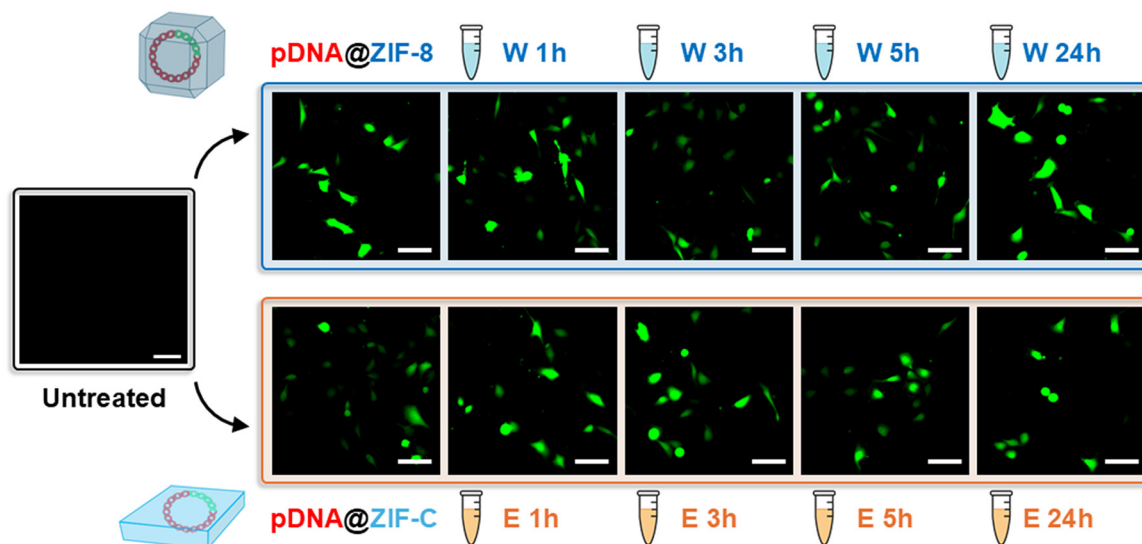 pDNA@ZIF-8 W 1h W 3h W 5h W 24h
Untreated
pDNA@ZIF-C E 1h E 3h E 5h E 24h